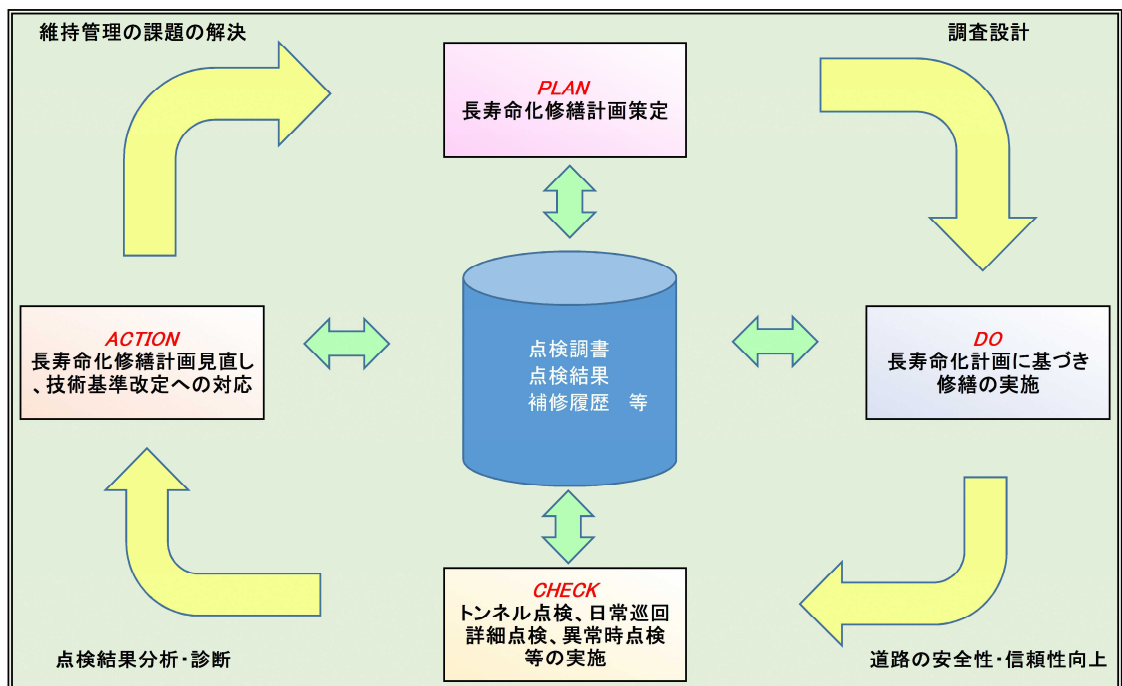 維持管理の課題の解決
調査設計
PLAN
長寿命化修繕計画策定
ACTION
長寿命化修繕計画見直し
、技術基準改定への対応
点検調書
点検結果
補修履歴　等
DO
長寿命化計画に基づき
修繕の実施
CHECK
トンネル点検、日常巡回
詳細点検、異常時点検
等の実施
点検結果分析・診断
道路の安全性・信頼性向上